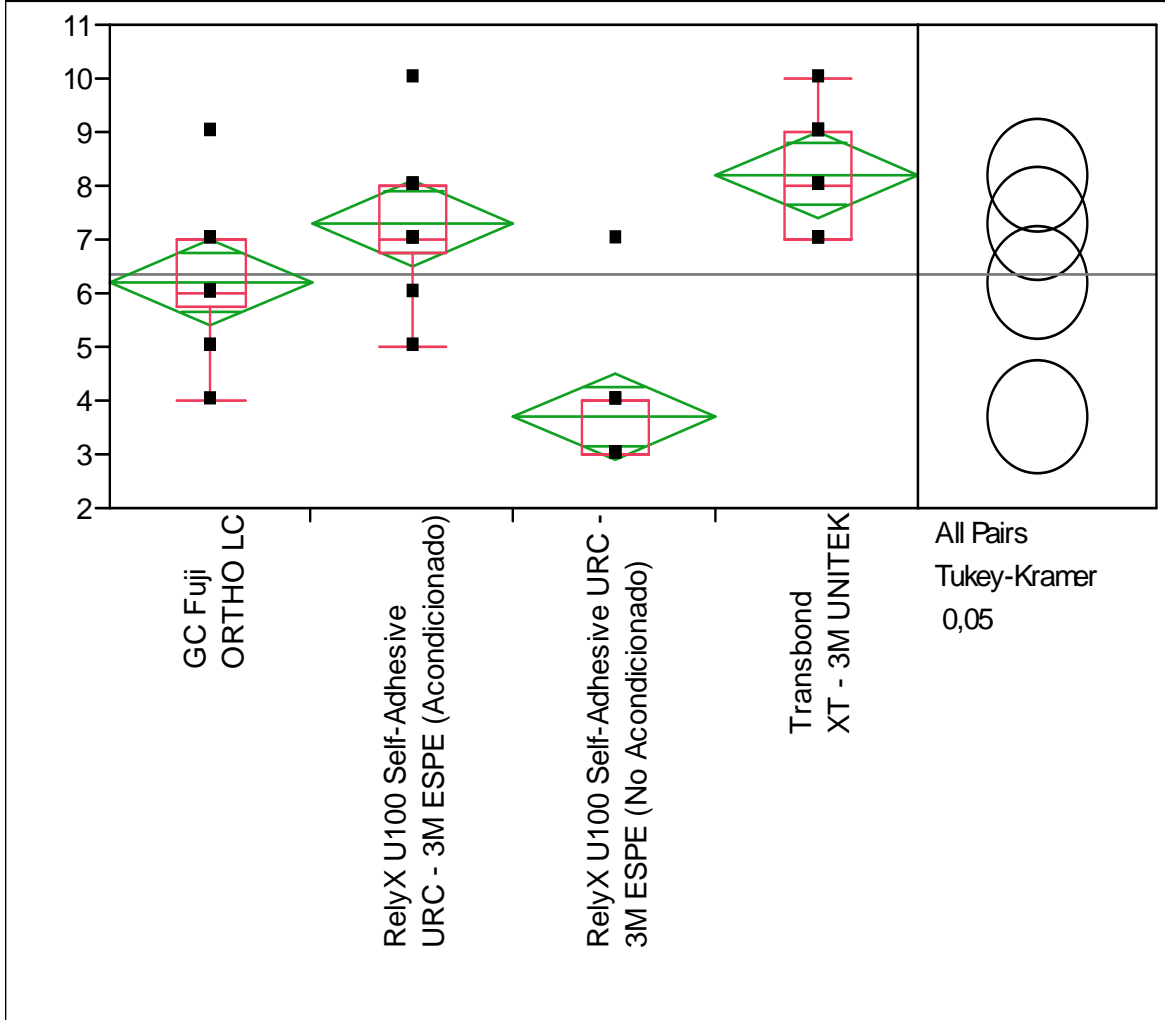 11
10
9
8
7
6
5
4
3
2
GC Fuji
ORTHO LC
RelyX U100 Self-Adhesive
URC - 3M ESPE (Acondicionado)
RelyX U100 Self-Adhesive URC -
3M ESPE (No Acondicionado)
Transbond
XT - 3M UNITEK
All Pairs
Tukey-Kramer
0,05